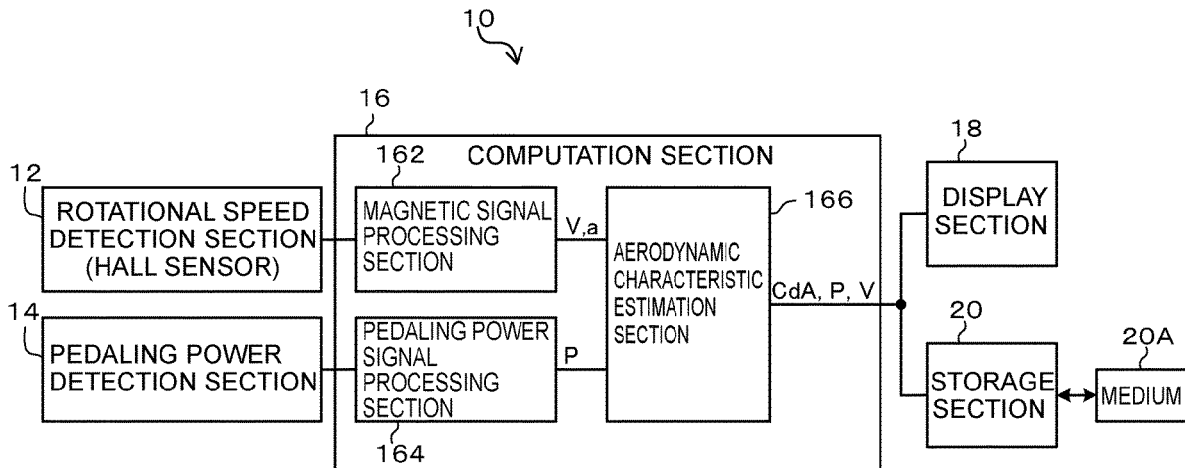 10
16
COMPUTATION SECTION
12
ROTATIONAL SPEED
DETECTION SECTION
(HALL SENSOR)
162
MAGNETIC SIGNAL
PROCESSING
SECTION
V,a
14
PEDALING POWER
DETECTION SECTION
PEDALING POWER
SIGNAL
PROCESSING
SECTION
164
P
166
AERODYNAMIC
CHARACTERISTIC
ESTIMATION
SECTION
CdA, P, V
18
DISPLAY
SECTION
20
STORAGE
SECTION
20A
MEDIUM